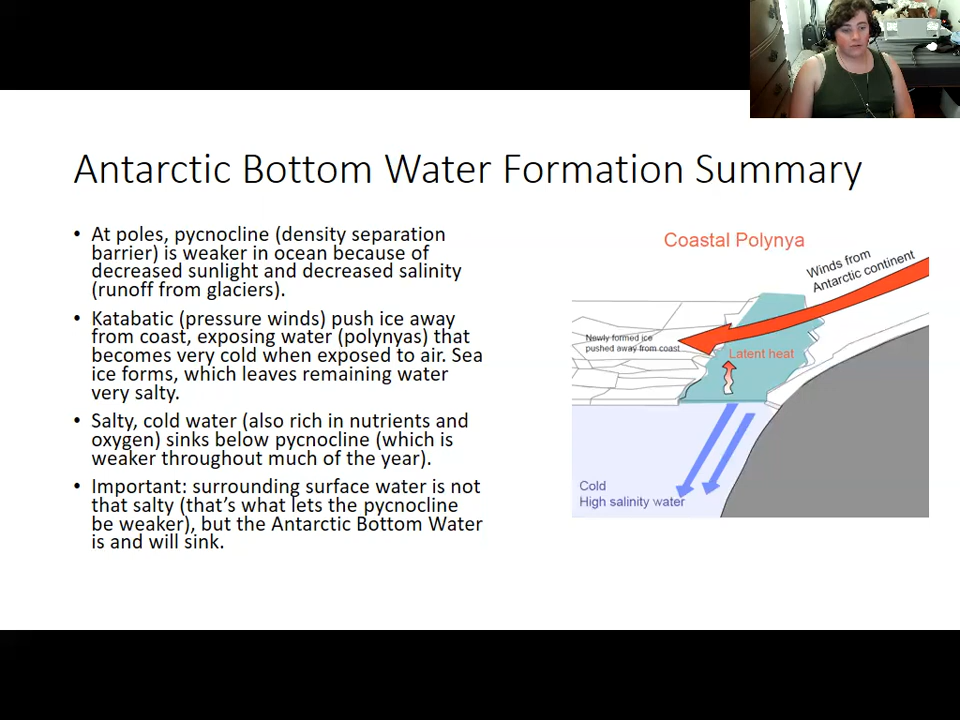 Antarctic Bottom Water Formation Summary
• At poles, pycnocline (density separation
barrier) is weaker in ocean because of
decreased sunlight and decreased salinity
(runoff from glaciers).
• Katabatic (pressure winds) push ice away
from coast, exposing water (polynyas) that
becomes very cold when exposed to air. Sea
ice forms, which leaves remaining water
very salty.
• Salty, cold water (also rich in nutrients and
oxygen) sinks below pycnocline (which is
weaker throughout much of the year).
• Important: surrounding surface water is not
that salty (that's what lets the pycnocline
be weaker), but the Antarctic Bottom Water
is and will sink.
Coastal Polynya
Winds from
Antarctic continent
Newly formed ice
pushed away from coast
Latent heat
Cold
High salinity water